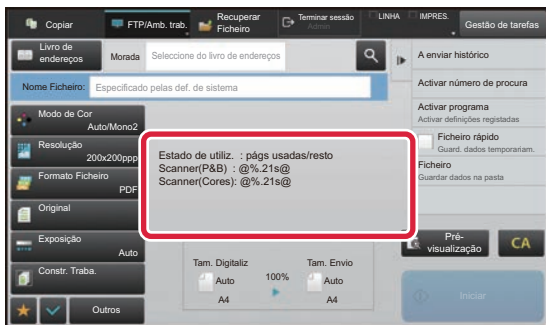 Copiar
FTP/Amb. trab.
Recuperar
Ficheiro
Terminar sessão
Admin
LINHA
IMPRES.
Gestão de tarefas
Livro de
endereços
Morada
Seleccione do livro de endereços
A enviar histórico
Nome Ficheiro:
Especificado pelas def. de sistema
Activar número de procura
Modo de Cor
Auto/Mono2
Activar programa
Activar definições registadas
Resolução
200x200ppp
Estado de utiliz. : págs usadas/resto
Scanner(P&B) : @%.21s@
Scanner(Cores): @%.21s@
Ficheiro rápido
Guard. dados temporariam.
Formato Ficheiro
PDF
Ficheiro
Guardar dados na pasta
Original
Exposição
Auto
Pré-
visualização
CA
Constr. Traba.
Tam. Digitaliz
Auto
A4
100%
Tam. Envio
Auto
A4
Outros
Iniciar